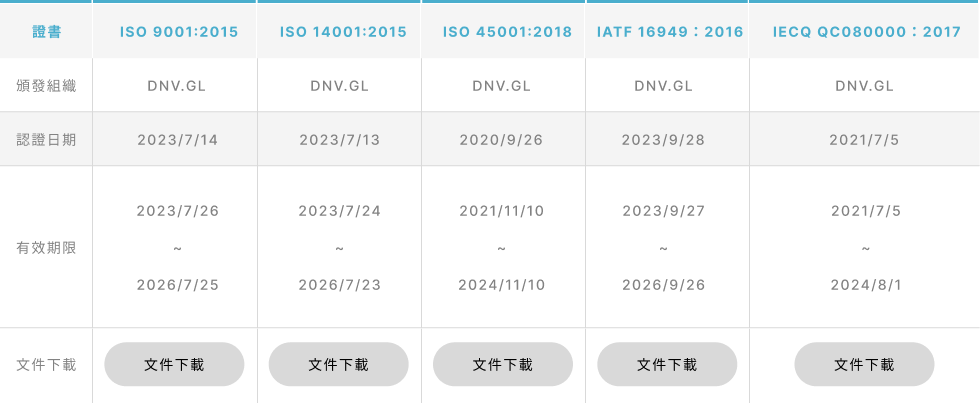 證書 ISO 9001:2015 ISO 14001:2015 ISO 45001:2018 IATF 16949：2016 IECQ QC080000：2017
頒發組織 DNV.GL DNV.GL DNV.GL DNV.GL DNV.GL
認證日期 2023/7/14 2023/7/13 2020/9/26 2023/9/28 2021/7/5
2023/7/26 2023/7/24 2021/11/10 2023/9/27 2021/7/5
有效期限 ~ ~ ~ ~ ~
2026/7/25 2026/7/23 2024/11/10 2026/9/26 2024/8/1
文件下載 文件下載 文件下載 文件下載 文件下載 文件下載